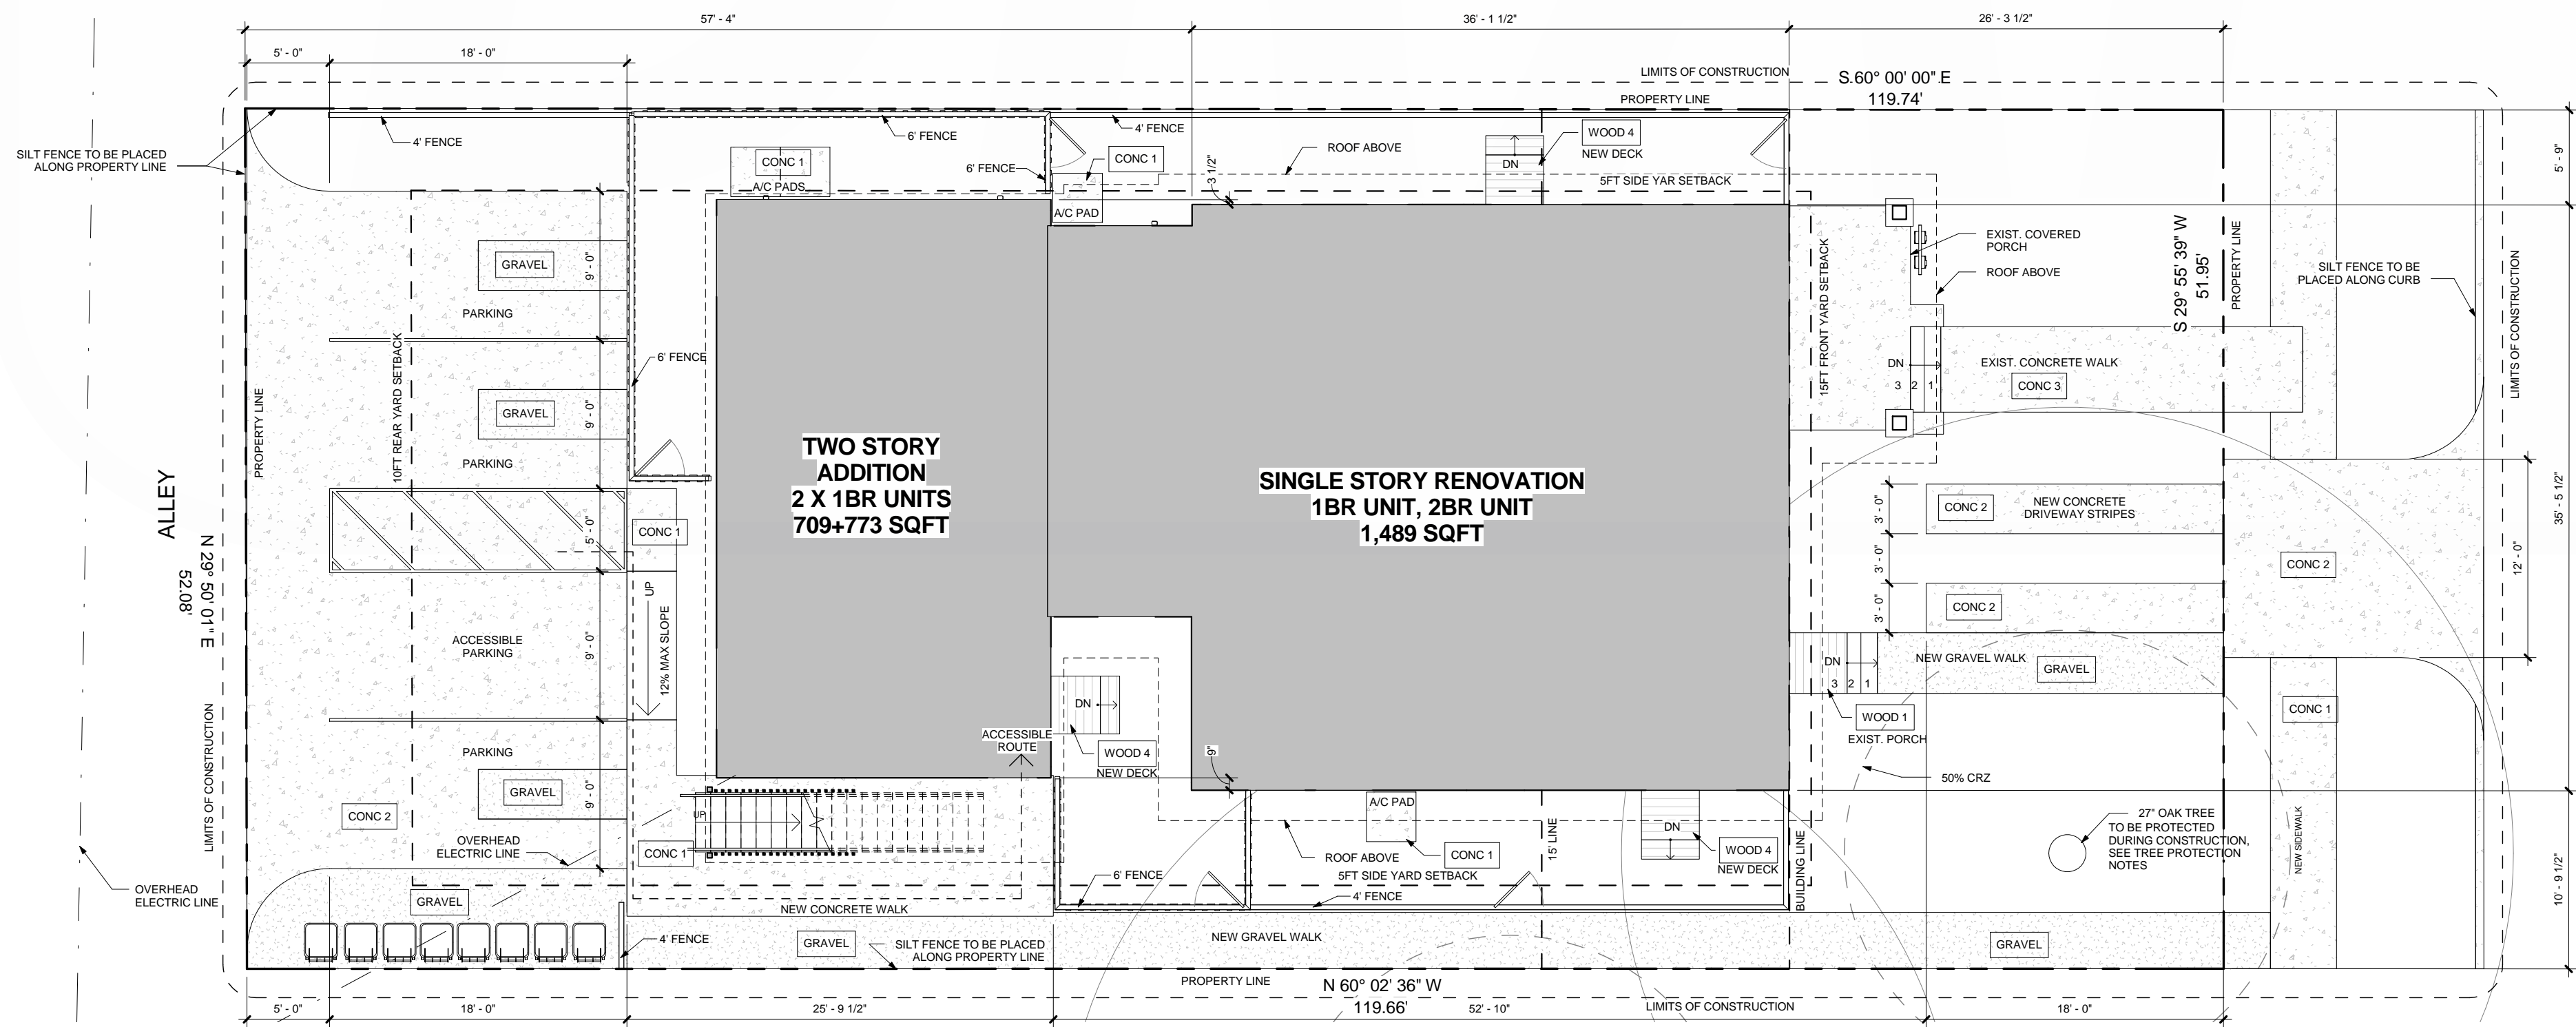 57' - 4"
36' - 1 1/2"
26' - 3 1/2"
5' - 0"
18' - 0"
LIMITS OF CONSTRUCTION
S 60° 00' 00" E
119.74'
PROPERTY LINE
SILT FENCE TO BE PLACED
ALONG PROPERTY LINE
4' FENCE
6' FENCE
4' FENCE
CONC 1
A/C PADS
6' FENCE
CONC 1
A/C PAD
3 1/2"
ROOF ABOVE
DN
WOOD 4
NEW DECK
5FT SIDE YAR SETBACK
5' - 9"
GRAVEL
9' - 0"
PARKING
10FT REAR YARD SETBACK
PROPERTY LINE
6' FENCE
GRAVEL
9' - 0"
PARKING
15FT FRONT YARD SETBACK
EXIST. COVERED
PORCH
ROOF ABOVE
S 29° 55' 39" W
51.95'
PROPERTY LINE
SILT FENCE TO BE
PLACED ALONG CURB
LIMITS OF CONSTRUCTION
DN
3 2 1
EXIST. CONCRETE WALK
CONC 3
ALLEY
N 29° 50' 01" E
52.08'
LIMITS OF CONSTRUCTION
5' - 0"
CONC 1
UP
12% MAX SLOPE
TWO STORY
ADDITION
2 X 1BR UNITS
709+773 SQFT
SINGLE STORY RENOVATION
1BR UNIT, 2BR UNIT
1,489 SQFT
3' - 0"
CONC 2
NEW CONCRETE
DRIVEWAY STRIPES
3' - 0"
3' - 0"
CONC 2
CONC 2
12' - 0"
35' - 5 1/2"
ACCESSIBLE
PARKING
9' - 0"
DN
3 2 1
NEW GRAVEL WALK
GRAVEL
WOOD 1
EXIST. PORCH
CONC 1
DN
ACCESSIBLE
ROUTE
WOOD 4
NEW DECK
9"
PARKING
GRAVEL
9' - 0"
CONC 2
OVERHEAD
ELECTRIC LINE
UP
CONC 1
50% CRZ
27" OAK TREE
TO BE PROTECTED
DURING CONSTRUCTION,
SEE TREE PROTECTION
NOTES
NEW SIDEWALK
A/C PAD
CONC 1
ROOF ABOVE
5FT SIDE YARD SETBACK
15' LINE
DN
WOOD 4
NEW DECK
BUILDING LINE
10' - 9 1/2"
OVERHEAD
ELECTRIC LINE
GRAVEL
6' FENCE
4' FENCE
NEW CONCRETE WALK
4' FENCE
GRAVEL
SILT FENCE TO BE PLACED
ALONG PROPERTY LINE
NEW GRAVEL WALK
GRAVEL
PROPERTY LINE
N 60° 02' 36" W
119.66'
LIMITS OF CONSTRUCTION
5' - 0"
18' - 0"
25' - 9 1/2"
52' - 10"
18' - 0"